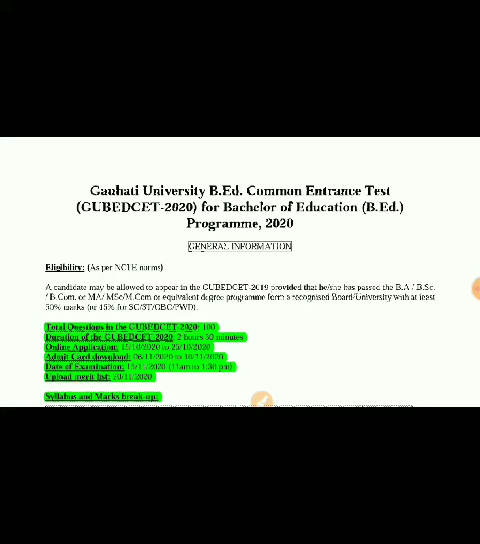 Gauhati University B.Ed. Common Entrance Test
(GUBEDCET-2020) for Bachelor of Education (B.Ed.)
Programme, 2020
GENERAL INFORMATION
Eligibility: (As per NCTE norms)
A candidate may be allowed to appear in the GUBEDCET-2019 provided that he/she has passed the B.A / B.Sc.
/ B.Com. or MA/ MSc/M.Com or equivalent degree programme form a recognised Board/University with at least
50% marks (or 45% for SC/ST/OBC/PWD).
Total Questions in the GUBEDCET-2020: 100
Duration of the GUBEDCET 2020: 2 hours 30 minutes
Online Application: 15/10/2020 to 25/10/2020
Admit Card download: 06/11/2020 to 10/11/2020
Date of Examination: 15/11/2020 (11am to 1:30 pm)
Upload merit list: 20/11/2020
Syllabus and Marks break-up: